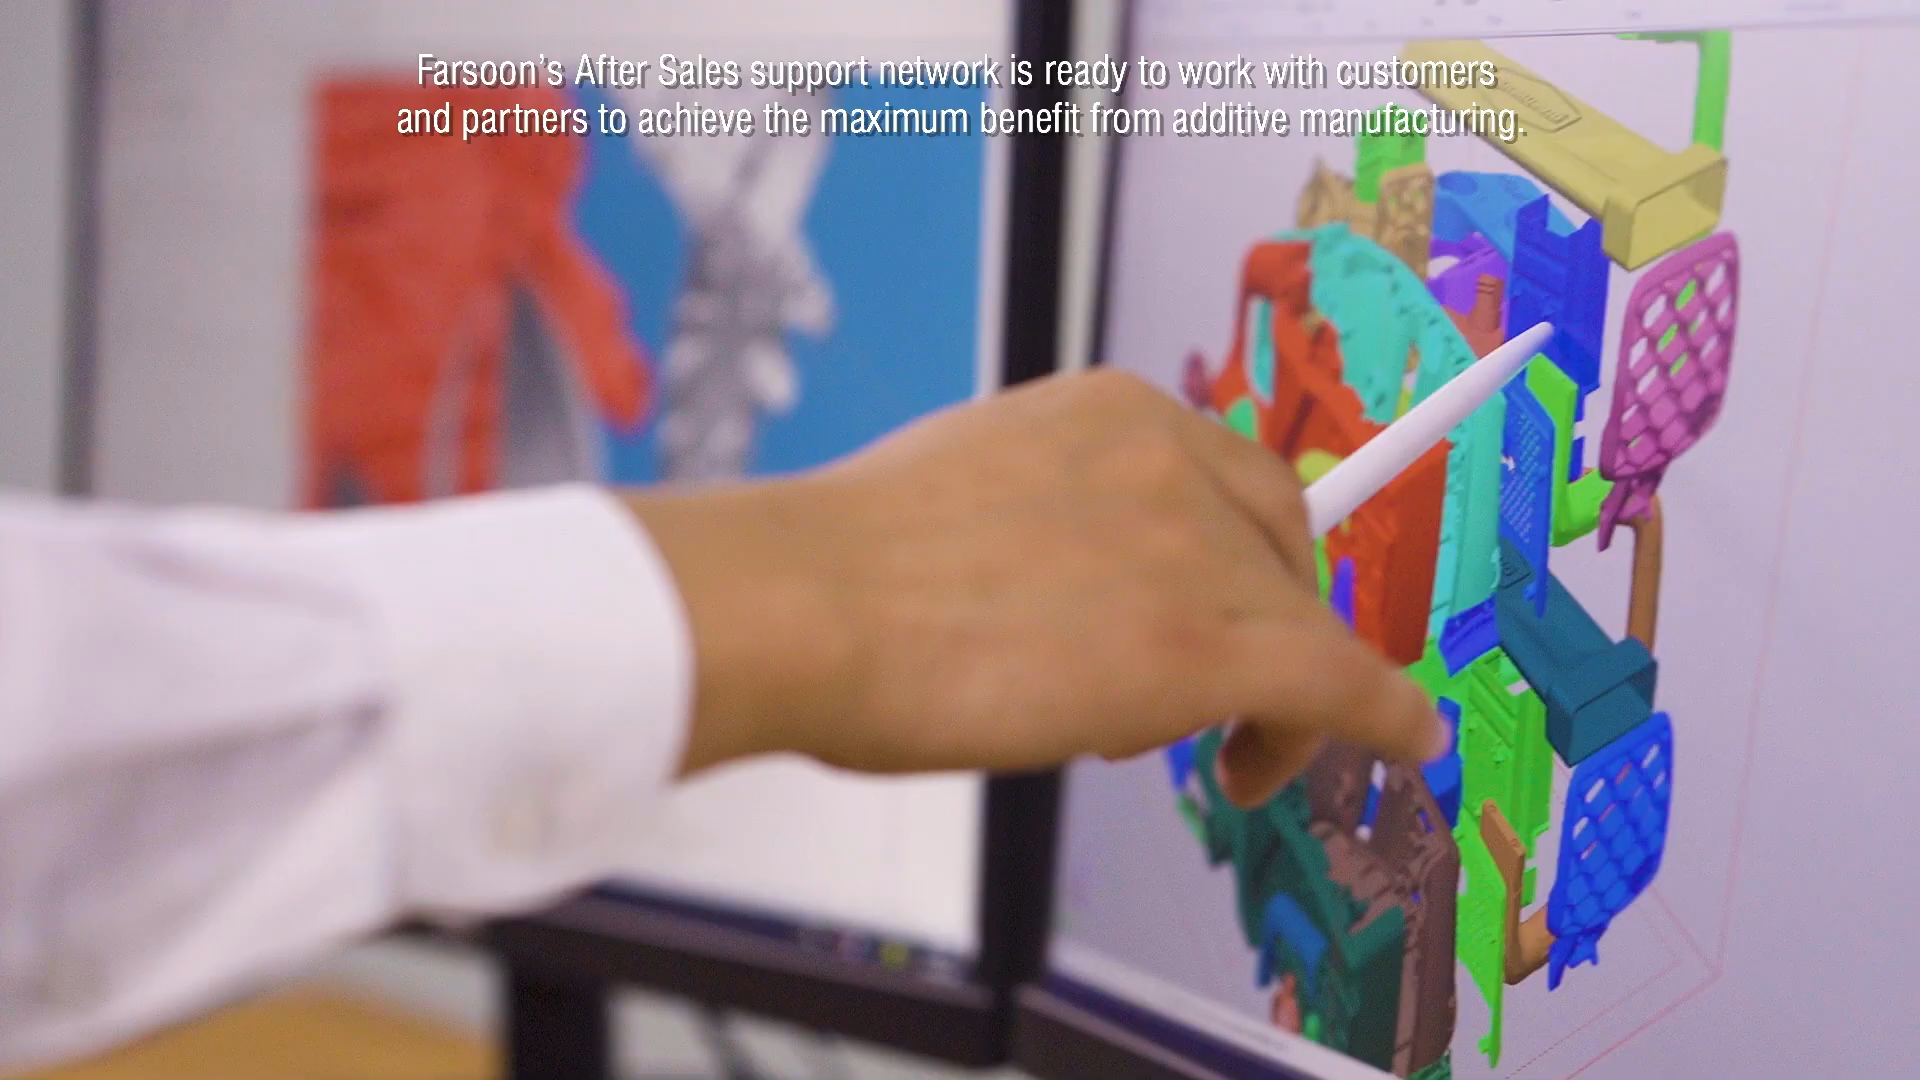 Farsoon's After Sales support network is ready to work with customers
and partners to achieve the maximum benefit from additive manufacturing.